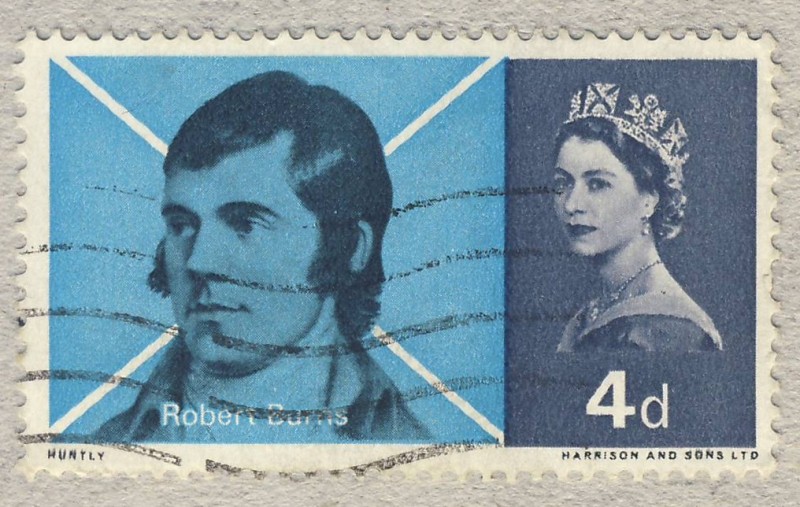 Robert Burns
4d
HUNTLY
HARRISON AND SONS LTD